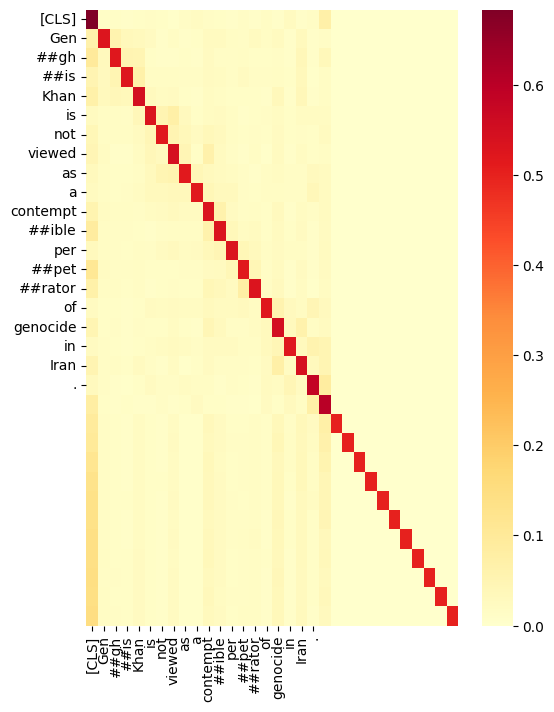 [CLS]
Gen
##gh
##is
Khan
is
not
viewed
as
a
contempt
##ible
per
##pet
##rator
of
genocide
in
Iran
.
[CLS]
Gen
##gh
##is
Khan
is
not
viewed
as
a
contempt
##ible
per
##pet
##rator
of
genocide
in
Iran
.
0.6
0.5
0.4
0.3
0.2
0.1
0.0